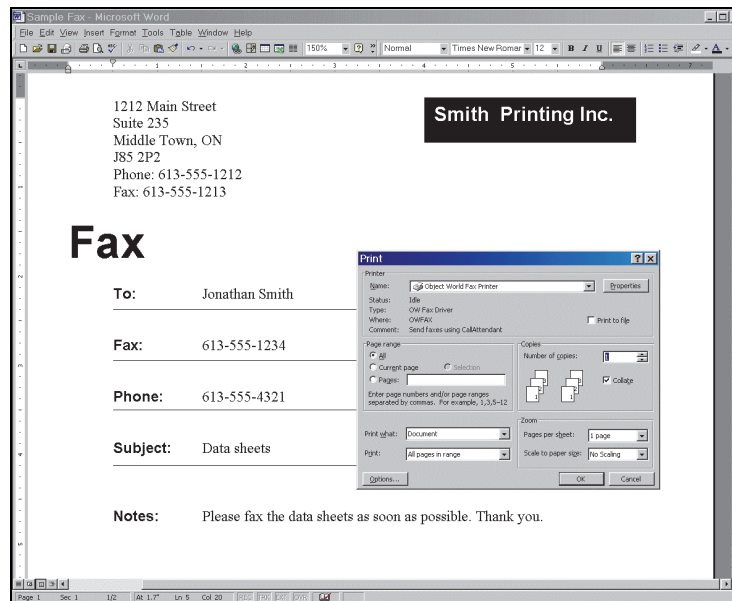 Sample Fax - Microsoft Word
File Edit View Insert Format Tools Table Window Help
150% Normal Times New Roman 12 B I U
1212 Main Street
Suite 235
Middle Town, ON
J85 2P2
Phone: 613-555-1212
Fax: 613-555-1213
Smith Printing Inc.
Fax
To: Jonathan Smith
Fax: 613-555-1234
Phone: 613-555-4321
Subject: Data sheets
Notes: Please fax the data sheets as soon as possible. Thank you.
Print
Printer
Name: Object World Fax Printer Properties
Status: Idle
Type: OW Fax Driver
Where: OWFAX Print to file
Comment: Send faxes using CallAttendant
Page range
All
Current page Selection
Pages:
Enter page numbers and/or page ranges
separated by commas. For example, 1,3,5-12
Copies
Number of copies: 1
Collate
Print what: Document
Print: All pages in range
Zoom
Pages per sheet: 1 page
Scale to paper size: No Scaling
Options... OK Cancel
Page 1 Sec 1 1/2 At 1.7" Ln 5 Col 20 REC TRK EXT OVR